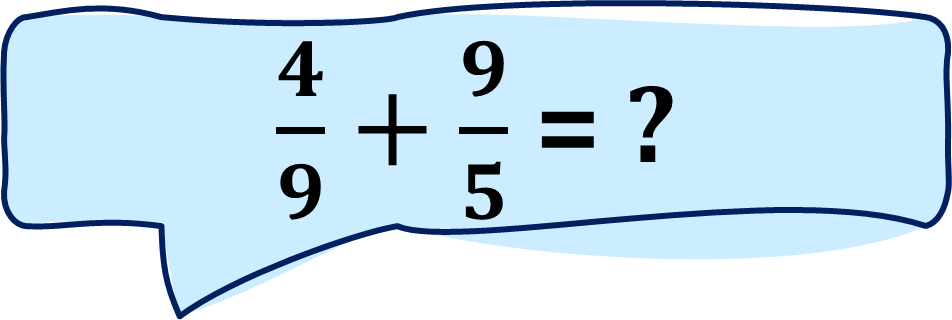 4/9 + 9/5 = ?